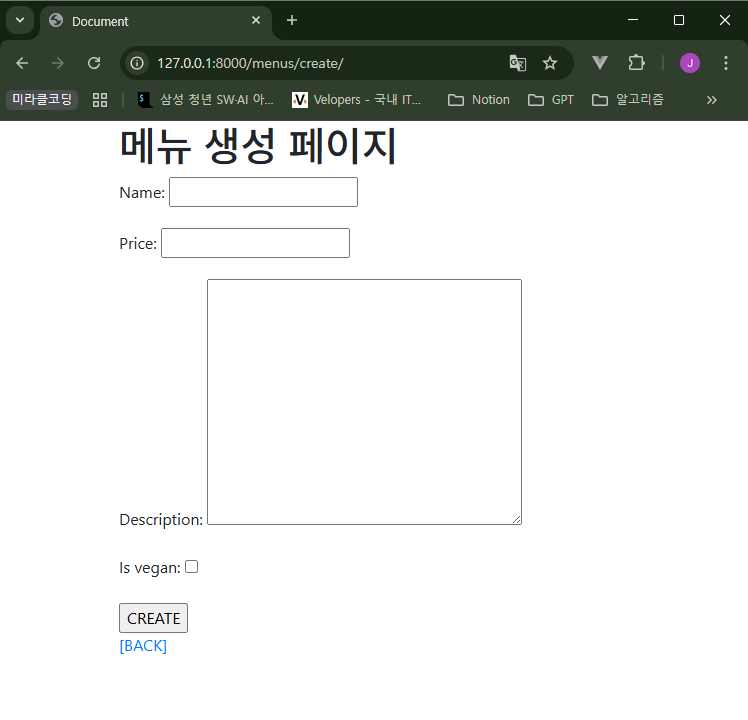 Document
127.0.0.1:8000/menus/create/
J
미라클코딩
삼성 청년 SW·AI 아...
Velopers - 국내 IT...
Notion
GPT
알고리즘
메뉴 생성 페이지
Name:
Price:
Description:
Is vegan:
CREATE
[BACK]